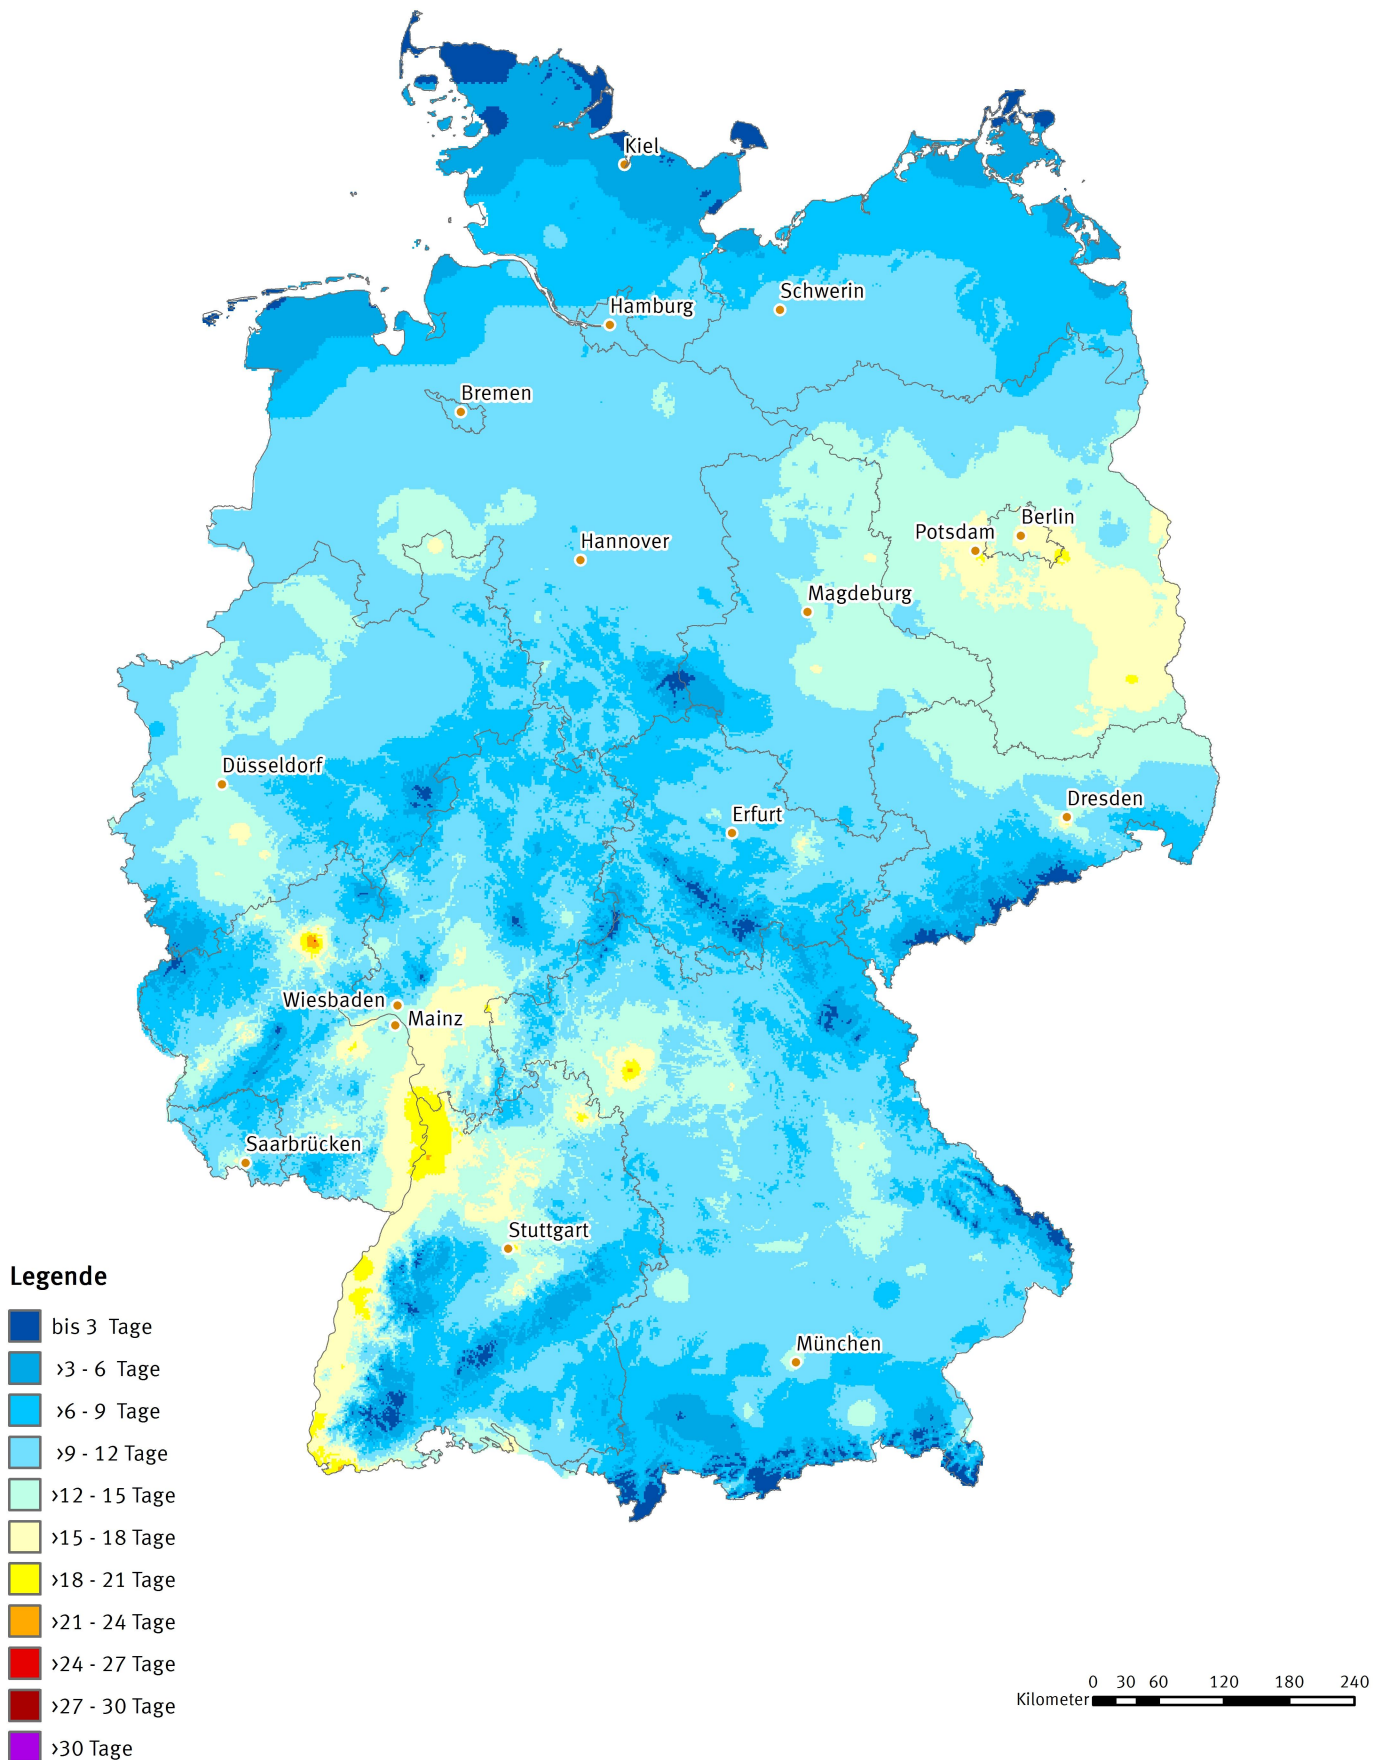 Kiel
Schwerin
Hamburg
Bremen
Berlin
Potsdam
Hannover
Magdeburg
Düsseldorf
Dresden
Erfurt
Wiesbaden
Mainz
Saarbrücken
Stuttgart
München
Legende
bis 3 Tage
>3 - 6 Tage
>6 - 9 Tage
>9 - 12 Tage
>12 - 15 Tage
>15 - 18 Tage
>18 - 21 Tage
>21 - 24 Tage
>24 - 27 Tage
>27 - 30 Tage
>30 Tage
0 30 60 120 180 240
Kilometer